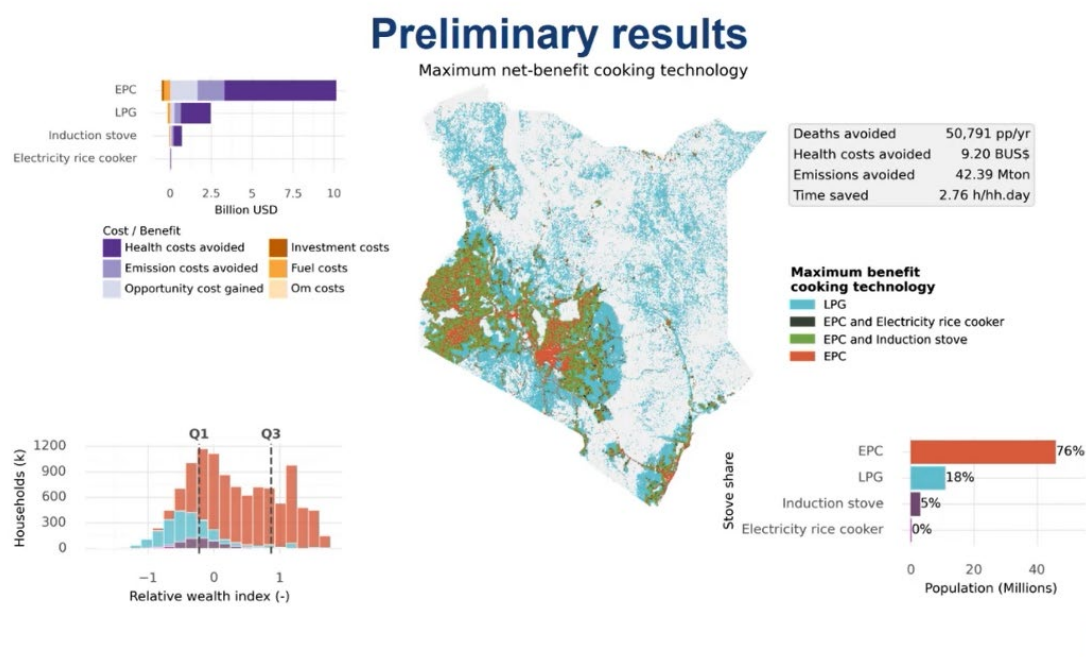 Preliminary results
Maximum net-benefit cooking technology
EPC
LPG
Induction stove
Electricity rice cooker
0 2.5 5 7.5 10
Billion USD
Cost / Benefit
Health costs avoided
Emission costs avoided
Opportunity cost gained
Investment costs
Fuel costs
Om costs
Deaths avoided 50,791 pp/yr
Health costs avoided 9.20 BUS$
Emissions avoided 42.39 Mton
Time saved 2.76 h/hh.day
Maximum benefit
cooking technology
LPG
EPC and Electricity rice cooker
EPC and Induction stove
EPC
Q1 Q3
Households (k)
1200
900
600
300
0
−1 0 1
Relative wealth index (-)
Stove share
EPC 76%
LPG 18%
Induction stove 5%
Electricity rice cooker 0%
0 20 40
Population (Millions)